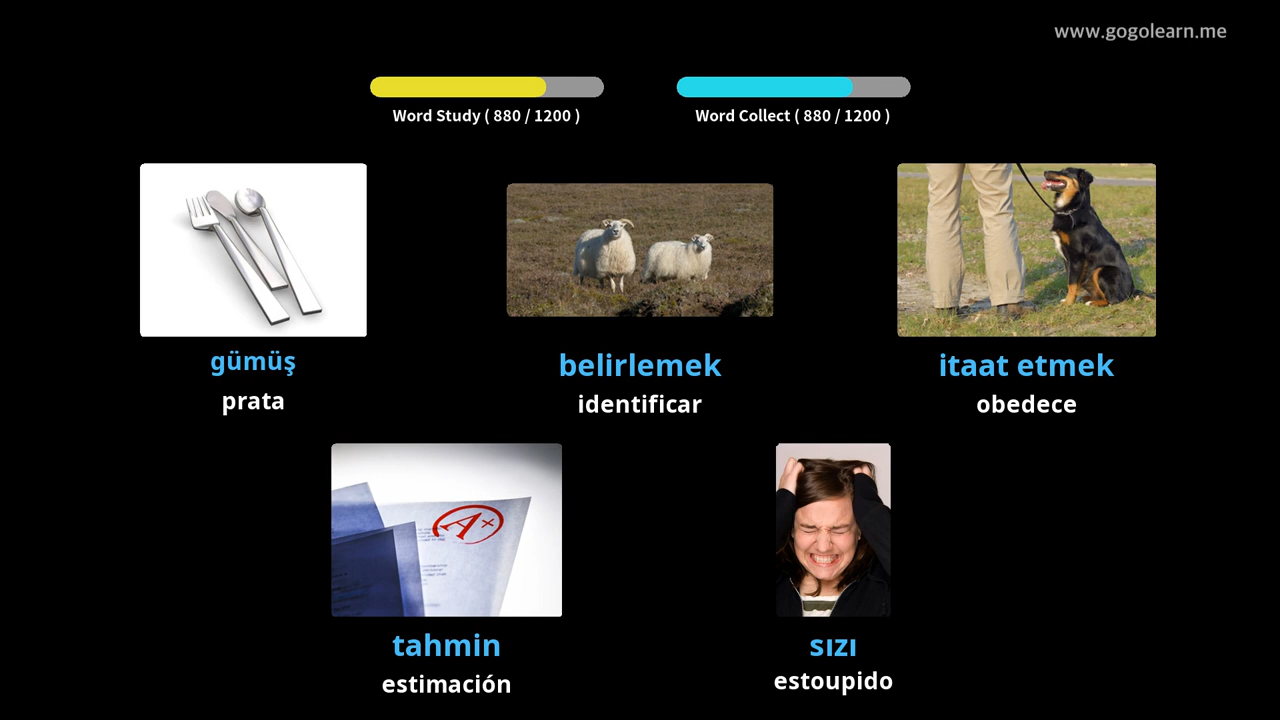 www.gogolearn.me
Word Study ( 880 / 1200 )
Word Collect ( 880 / 1200 )
gümüş
prata
belirlemek
identificar
itaat etmek
obedece
A+
tahmin
estimación
sızı
estoupido